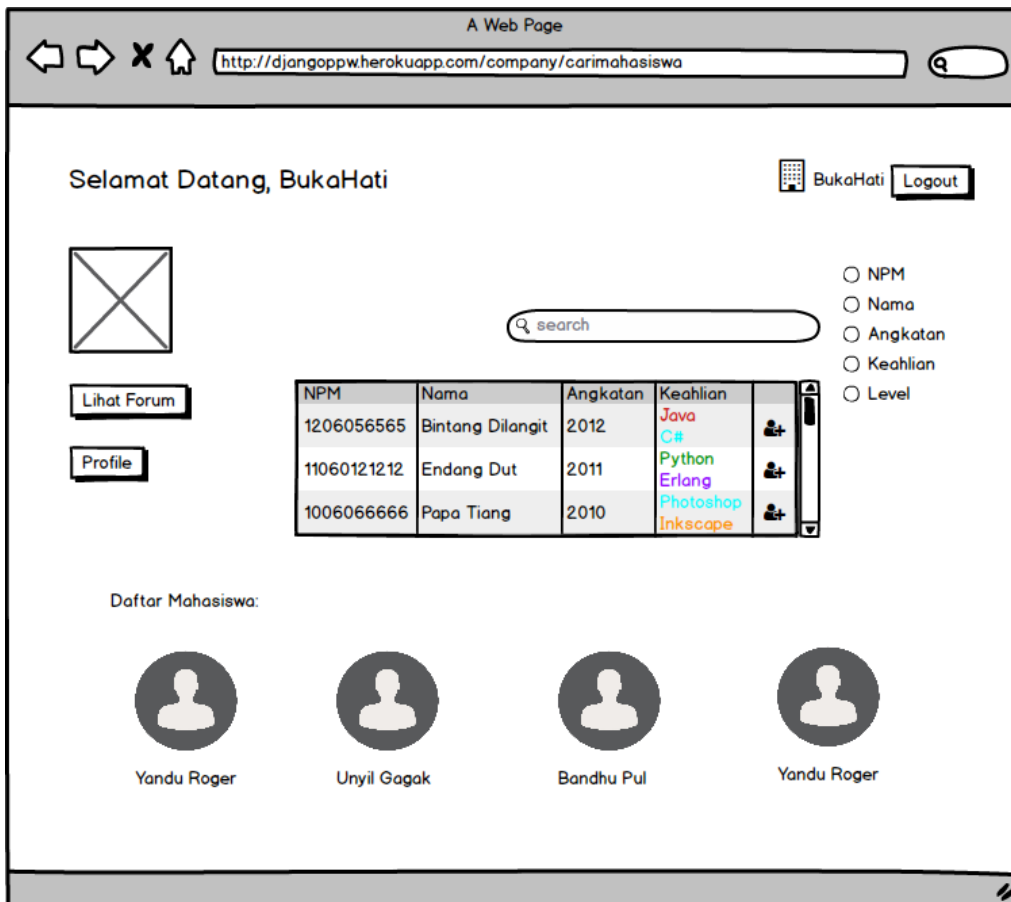 A Web Page
http://djangoppw.herokuapp.com/company/carimahasiswa
Selamat Datang, BukaHati
BukaHati
Logout
NPM
Nama
Angkatan
Keahlian
Level
search
Lihat Forum
Profile
NPM Nama Angkatan Keahlian
1206056565 Bintang Dilangit 2012 Java
C#
11060121212 Endang Dut 2011 Python
Erlang
1006066666 Papa Tiang 2010 Photoshop
Inkscape
Daftar Mahasiswa:
Yandu Roger
Unyil Gagak
Bandhu Pul
Yandu Roger